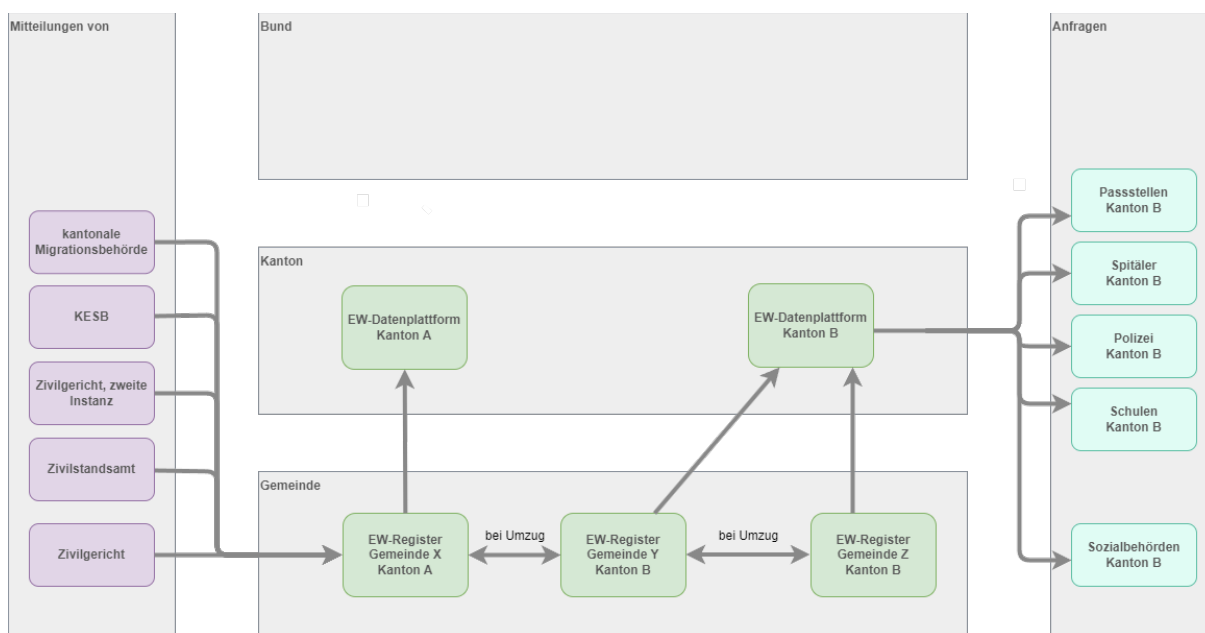 Mitteilungen von
Bund
Anfragen
kantonale
Migrationsbehörde
KESB
Zivilgericht, zweite
Instanz
Zivilstandsamt
Zivilgericht
Kanton
EW-Datenplattform
Kanton A
EW-Datenplattform
Kanton B
Gemeinde
EW-Register
Gemeinde X
Kanton A
bei Umzug
EW-Register
Gemeinde Y
Kanton B
bei Umzug
EW-Register
Gemeinde Z
Kanton B
Passstellen
Kanton B
Spitäler
Kanton B
Polizei
Kanton B
Schulen
Kanton B
Sozialbehörden
Kanton B